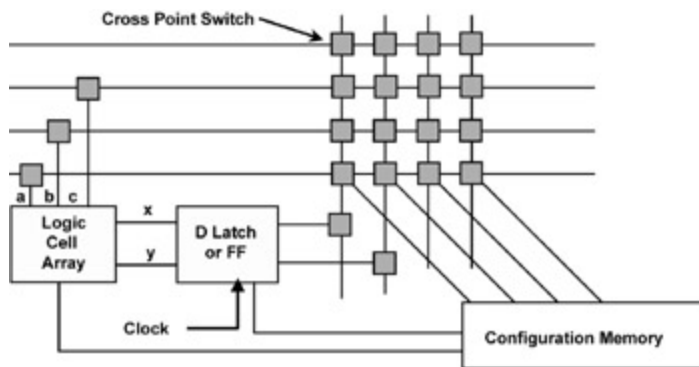 Cross Point Switch
a b c
Logic
Cell
Array
x
y
D Latch
or FF
Clock
Configuration Memory